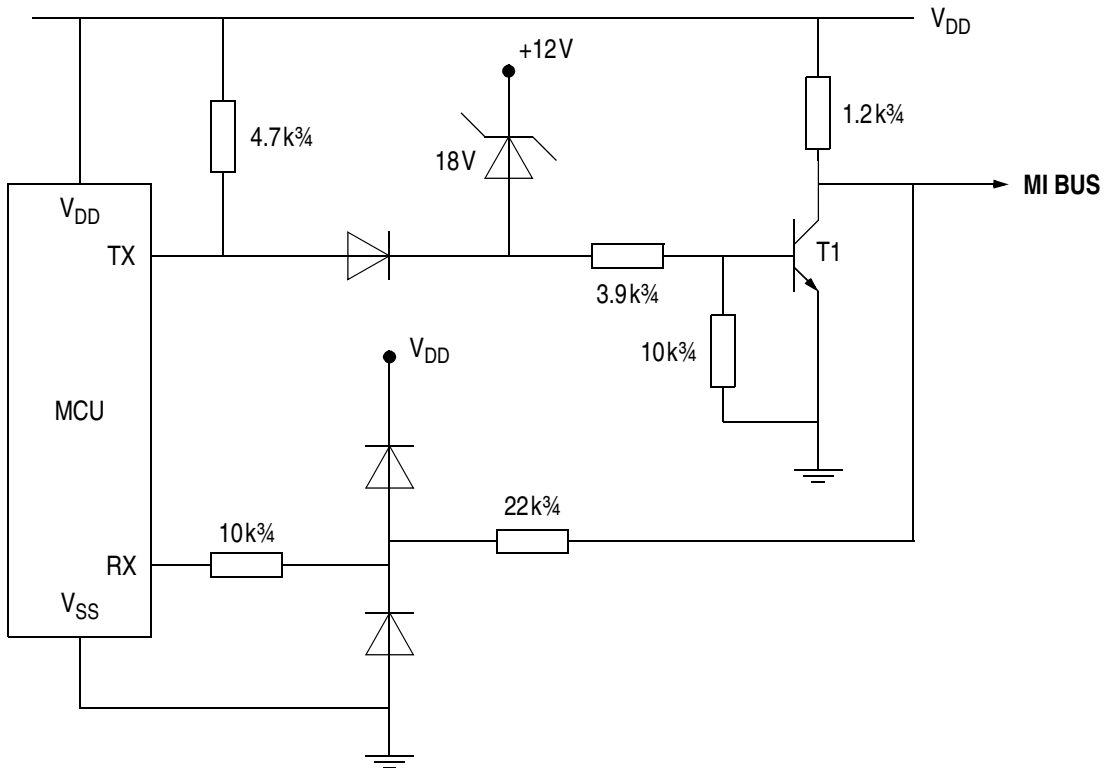 V_DD
+12V
4.7k¾
1.2k¾
18V
MI BUS
V_DD
TX
T1
3.9k¾
V_DD
10k¾
MCU
22k¾
10k¾
RX
V_SS